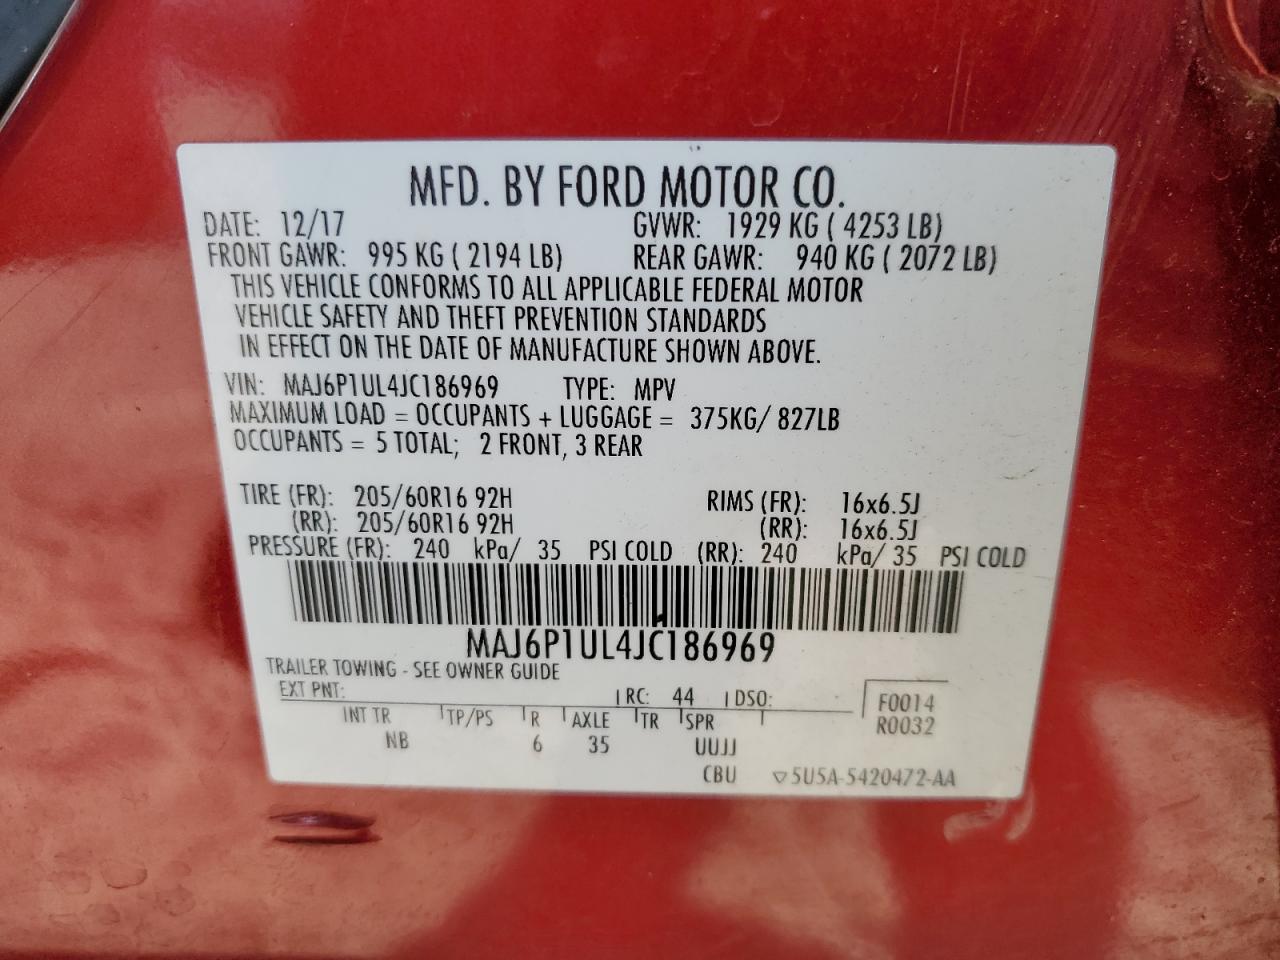 MFD. BY FORD MOTOR CO.
DATE: 12/17 GVWR: 1929 KG ( 4253 LB)
FRONT GAWR: 995 KG ( 2194 LB) REAR GAWR: 940 KG ( 2072 LB)
THIS VEHICLE CONFORMS TO ALL APPLICABLE FEDERAL MOTOR
VEHICLE SAFETY AND THEFT PREVENTION STANDARDS
IN EFFECT ON THE DATE OF MANUFACTURE SHOWN ABOVE.
VIN: MAJ6P1UL4JC186969 TYPE: MPV
MAXIMUM LOAD = OCCUPANTS + LUGGAGE = 375KG/ 827LB
OCCUPANTS = 5 TOTAL; 2 FRONT, 3 REAR
TIRE (FR): 205/60R16 92H RIMS (FR): 16x6.5J
(RR): 205/60R16 92H (RR): 16x6.5J
PRESSURE (FR): 240 kPa/ 35 PSI COLD (RR): 240 kPa/ 35 PSI COLD
MAJ6P1UL4JC186969
TRAILER TOWING - SEE OWNER GUIDE
EXT PNT: RC: 44 DSO: F0014
INT TR TP/PS R AXLE TR SPR R0032
NB 6 35 UUJJ
CBU ▽5U5A-5420472-AA